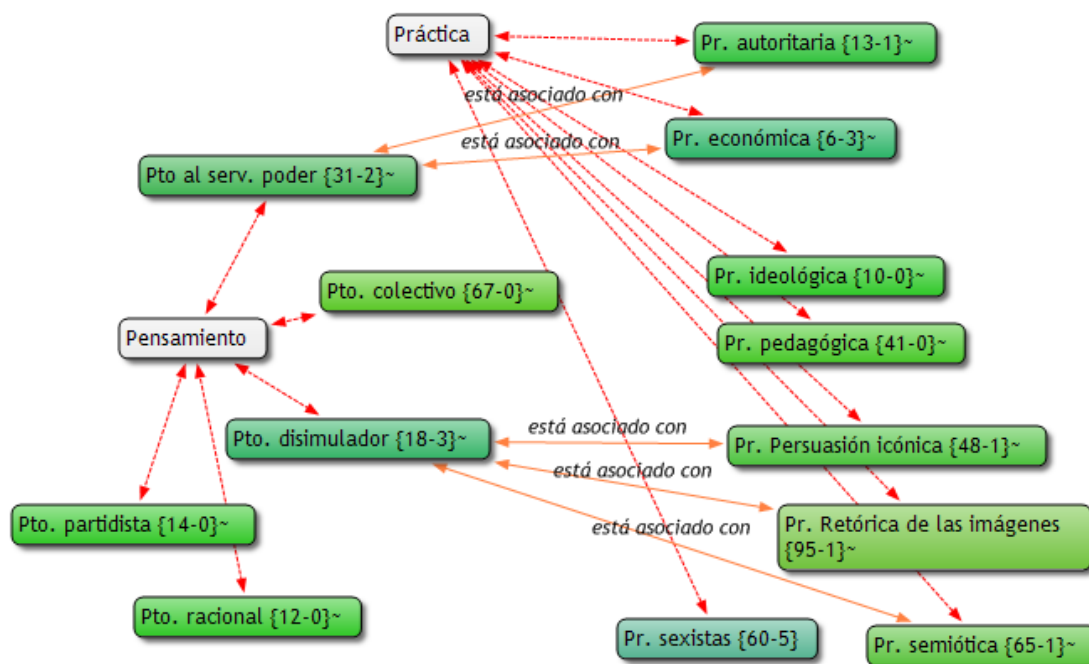 Práctica
Pr. autoritaria {13-1}~
está asociado con
está asociado con
Pr. económica {6-3}~
Pto al serv. poder {31-2}~
Pr. ideológica {10-0}~
Pto. colectivo {67-0}~
Pensamiento
Pr. pedagógica {41-0}~
Pto. disimulador {18-3}~
está asociado con
Pr. Persuasión icónica {48-1}~
está asociado con
Pto. partidista {14-0}~
está asociado con
Pr. Retórica de las imágenes
{95-1}~
Pto. racional {12-0}~
Pr. sexistas {60-5}
Pr. semiótica {65-1}~